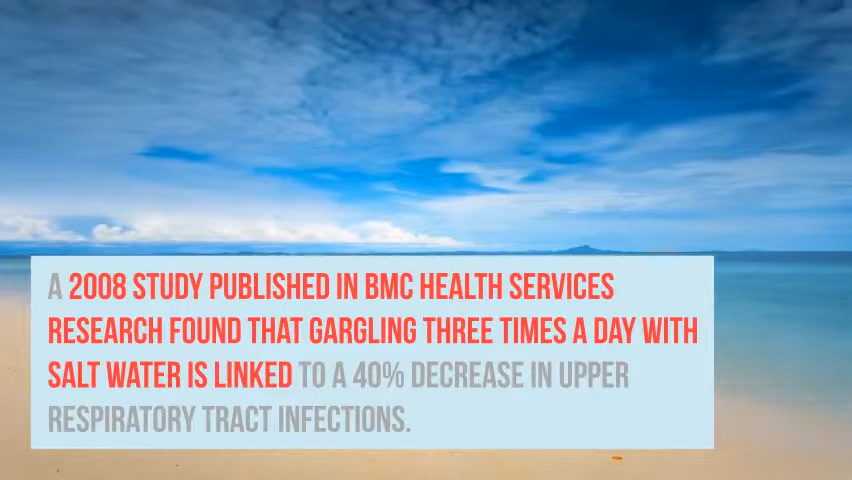 A 2008 STUDY PUBLISHED IN BMC HEALTH SERVICES
RESEARCH FOUND THAT GARGLING THREE TIMES A DAY WITH
SALT WATER IS LINKED TO A 40% DECREASE IN UPPER
RESPIRATORY TRACT INFECTIONS.